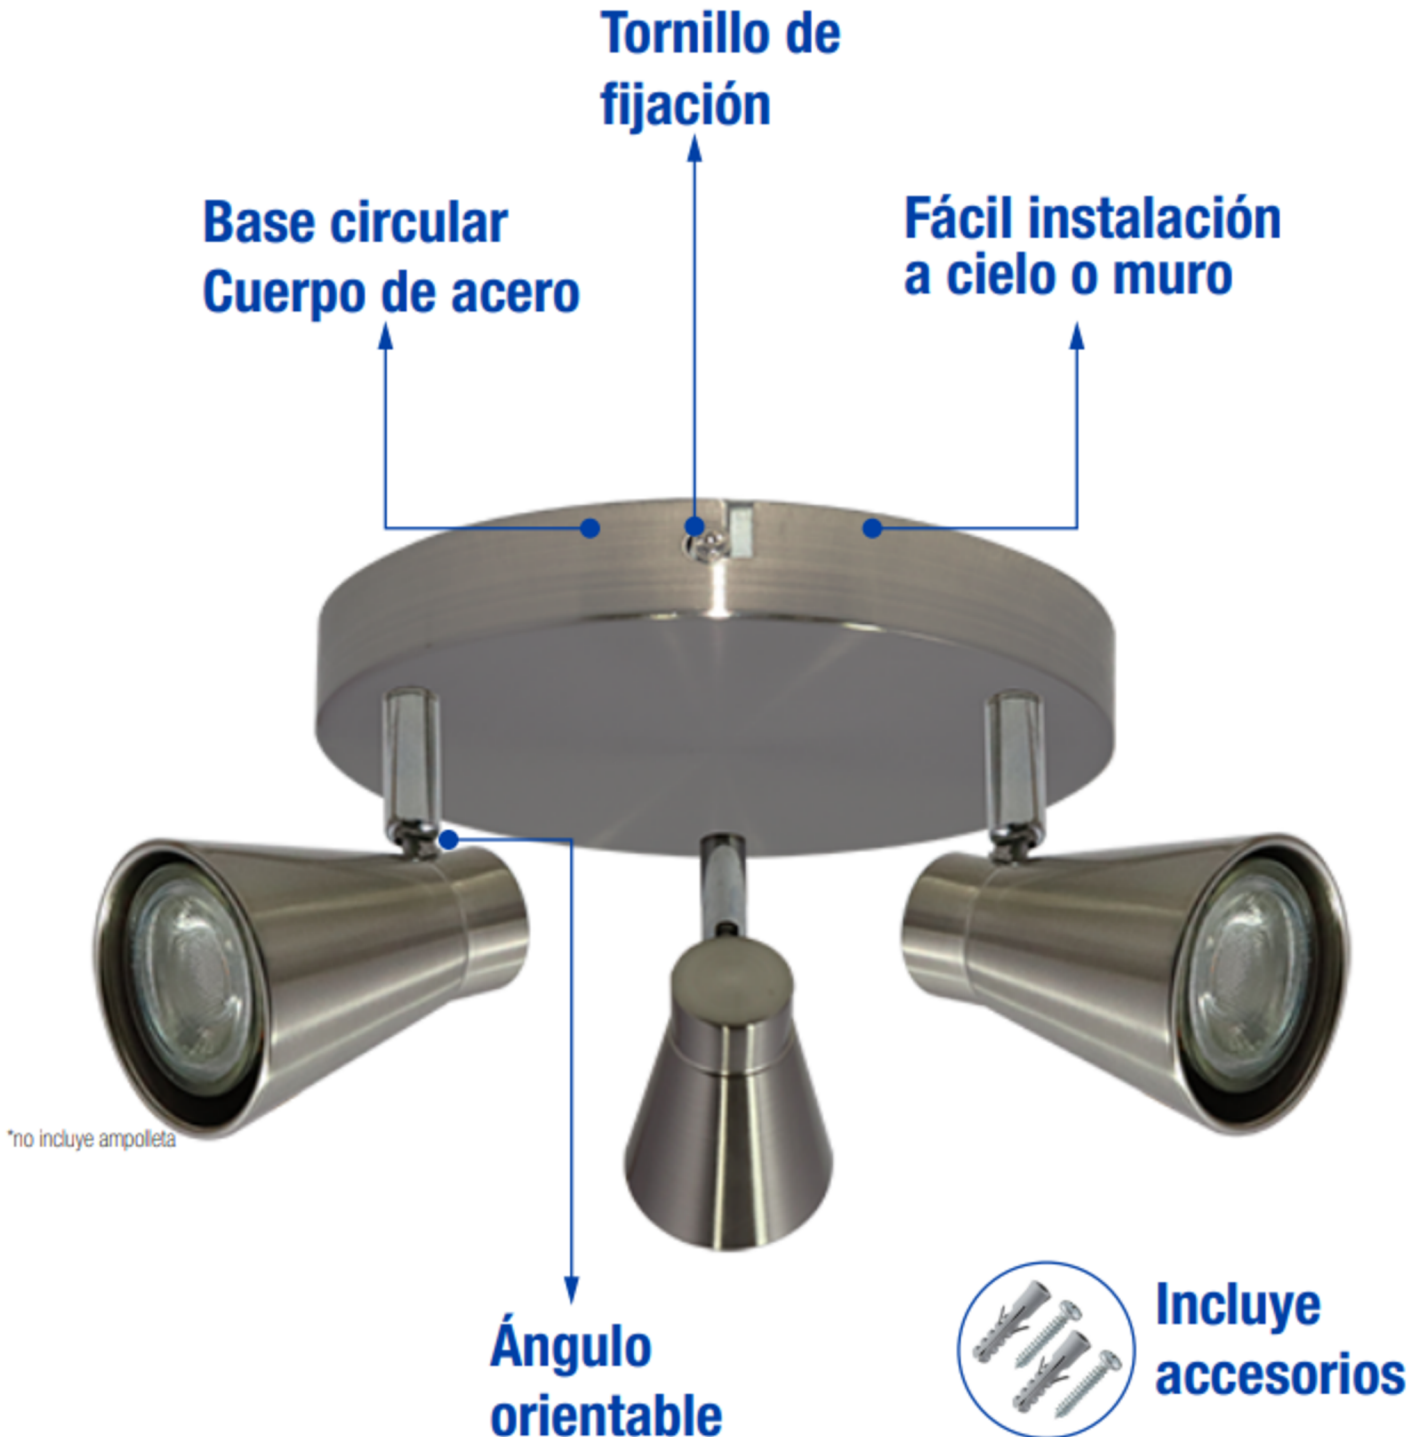 Tornillo de
fijación
Base circular
Cuerpo de acero
Fácil instalación
a cielo o muro
*no incluye ampolleta
Ángulo
orientable
Incluye
accesorios